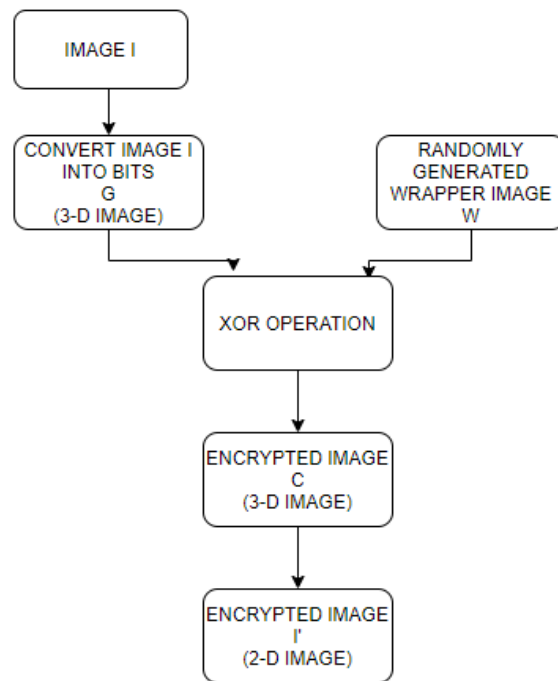 IMAGE I
CONVERT IMAGE I
INTO BITS
G
(3-D IMAGE)
RANDOMLY
GENERATED
WRAPPER IMAGE
W
XOR OPERATION
ENCRYPTED IMAGE
C
(3-D IMAGE)
ENCRYPTED IMAGE
I'
(2-D IMAGE)